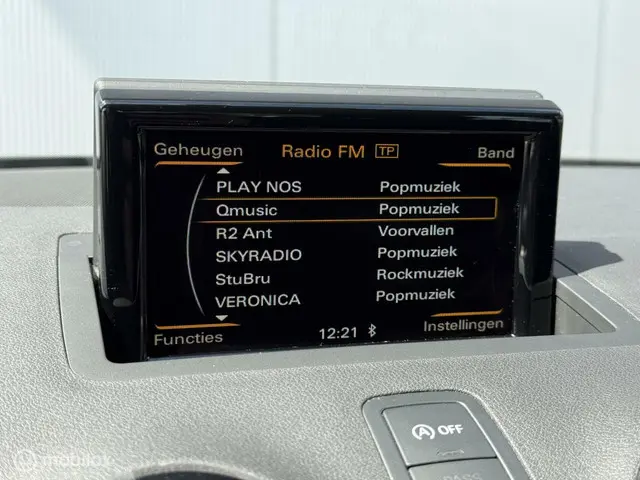 Geheugen Radio FM TP Band
PLAY NOS Popmuziek
Qmusic Popmuziek
R2 Ant Voorvallen
SKYRADIO Popmuziek
StuBru Rockmuziek
VERONICA Popmuziek
Functies 12:21 Instellingen
A OFF
PASS
mobilox